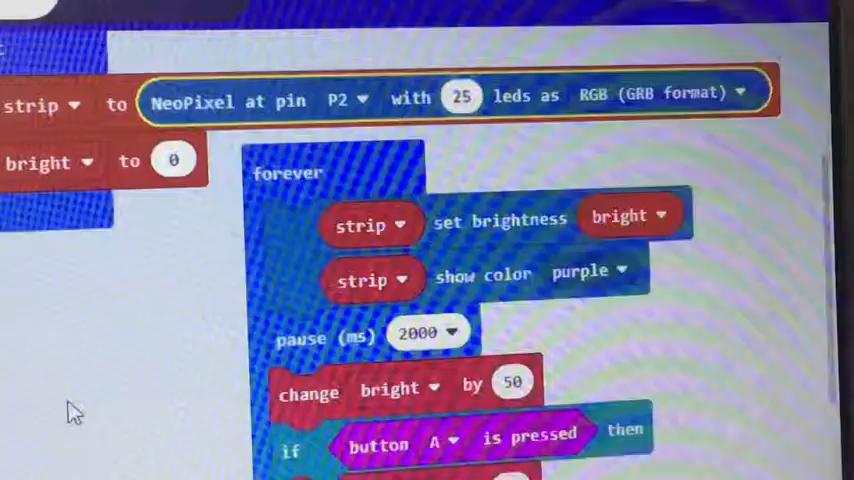 strip to NeoPixel at pin P2 with 25 leds as RGB (GRB format)
bright to 0
forever
strip set brightness bright
strip show color purple
pause (ms) 2000
change bright by 50
if button A is pressed then